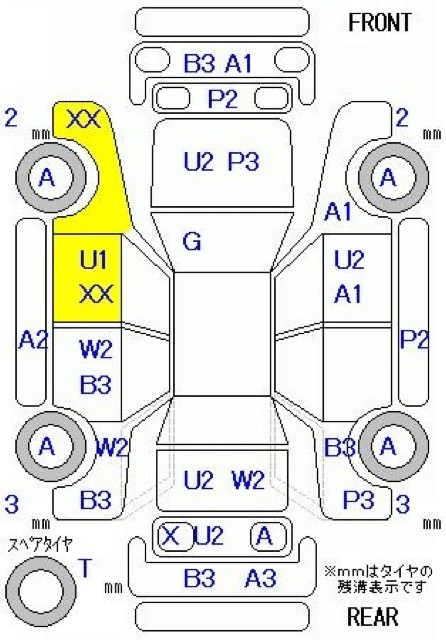 FRONT
B3 A1
P2
2 mm
XX
2 mm
U2 P3
A
A
A1
G
U1
XX
U2
A1
A2
W2
B3
P2
A
W2
B3
A
B3
U2 W2
P3
3 mm
3 mm
スペアタイヤ
X U2 A
T mm
B3 A3
※mmはタイヤの
残溝表示です
REAR